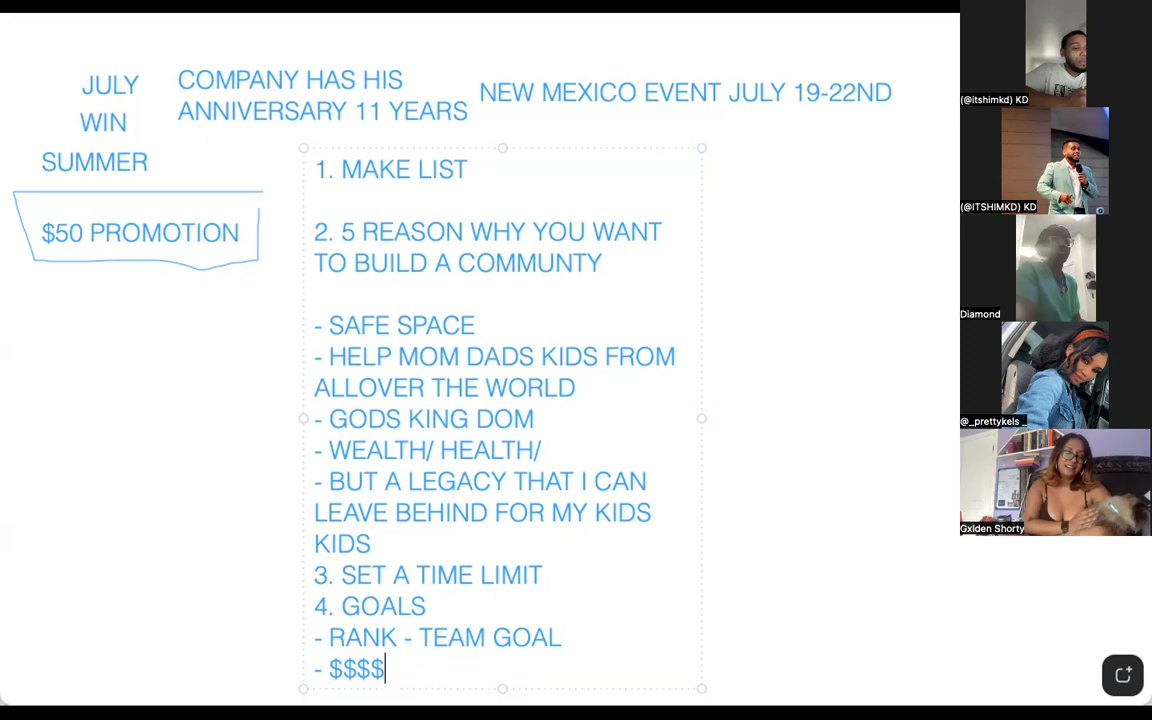 JULY
WIN
SUMMER
$50 PROMOTION
COMPANY HAS HIS
ANNIVERSARY 11 YEARS
NEW MEXICO EVENT JULY 19-22ND
1. MAKE LIST
2. 5 REASON WHY YOU WANT
TO BUILD A COMMUNTY
- SAFE SPACE
- HELP MOM DADS KIDS FROM
ALLOVER THE WORLD
- GODS KING DOM
- WEALTH/ HEALTH/
- BUT A LEGACY THAT I CAN
LEAVE BEHIND FOR MY KIDS
KIDS
3. SET A TIME LIMIT
4. GOALS
- RANK - TEAM GOAL
- $$$$
(@itshimkd) KD
(@ITSHIMKD) KD
Diamond
@_prettykels _
Gxlden Shorty